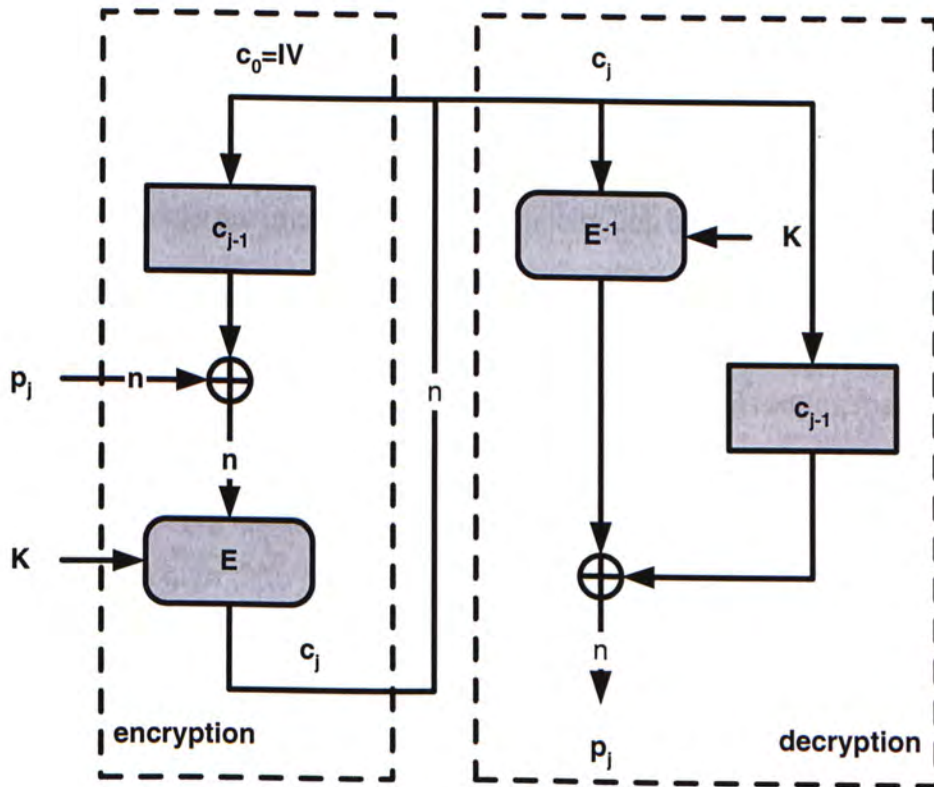 c₀=IV
cⱼ
cⱼ₋₁
E⁻¹
K
pⱼ
n
n
cⱼ₋₁
n
K
E
cⱼ
n
encryption
pⱼ
decryption